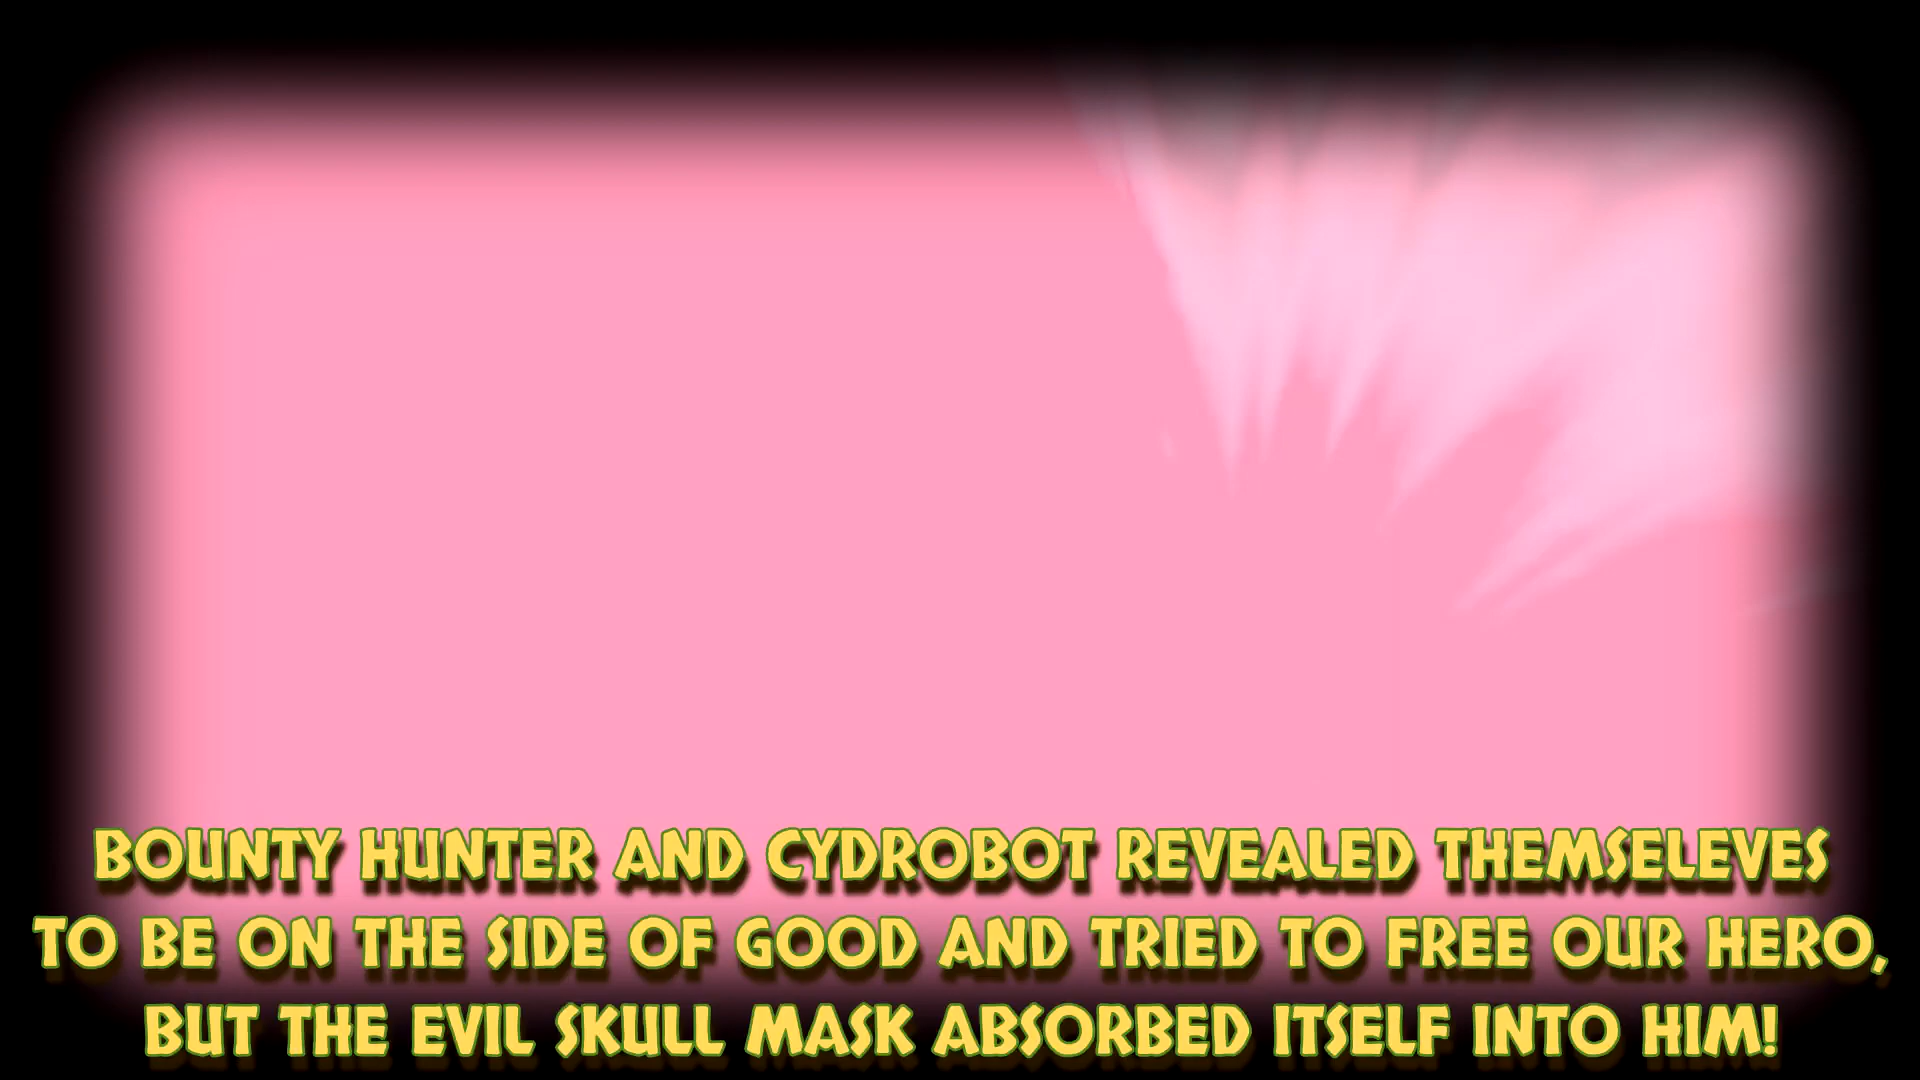 BOUNTY HUNTER AND CYDROBOT REVEALED THEMSELEVES
TO BE ON THE SIDE OF GOOD AND TRIED TO FREE OUR HERO,
BUT THE EVIL SKULL MASK ABSORBED ITSELF INTO HIM!